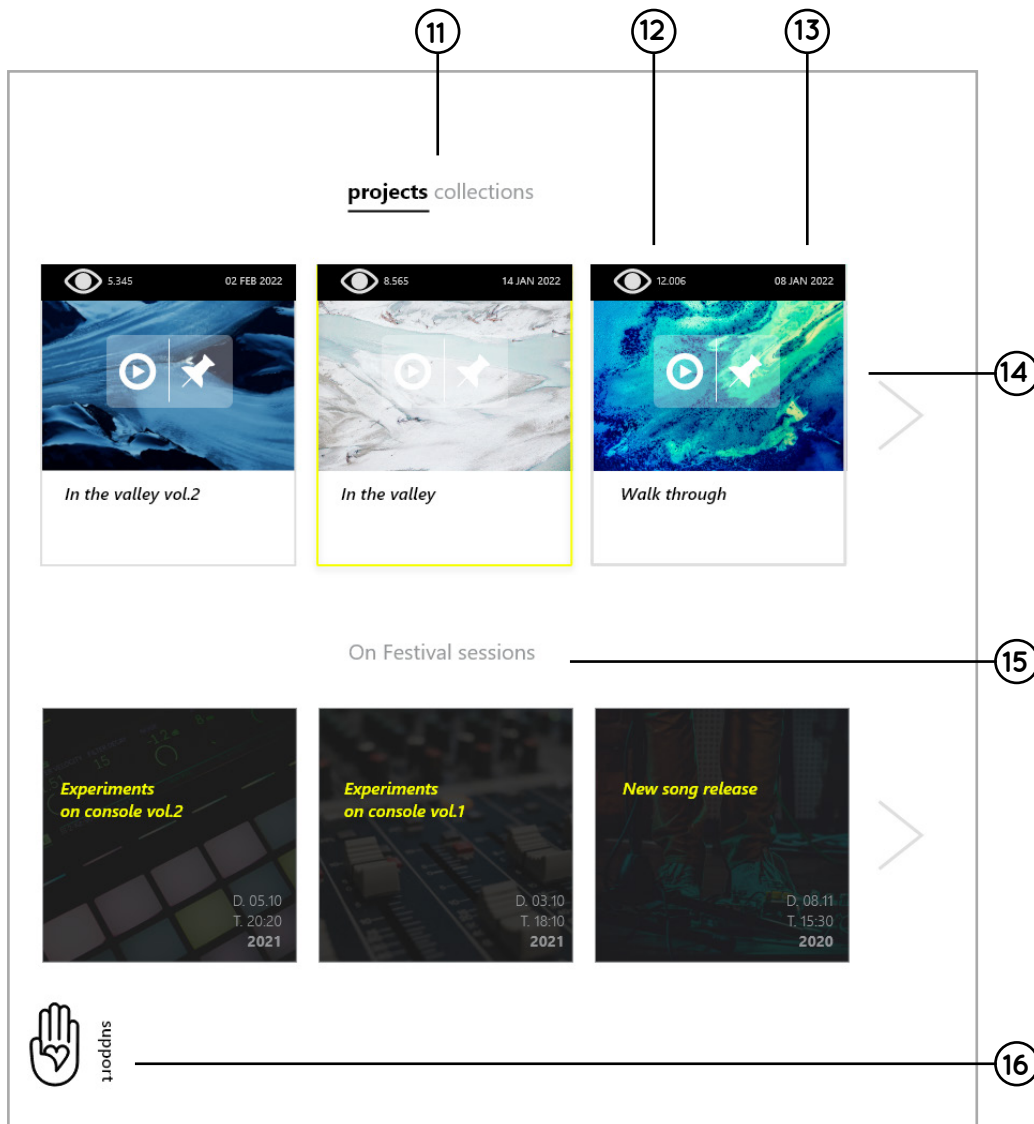 11
12
13
projects collections
5.345
02 FEB 2022
8.565
14 JAN 2022
12.006
08 JAN 2022
14
In the valley vol.2
In the valley
Walk through
On Festival sessions
15
Experiments
on console vol.2
D. 05.10
T. 20:20
2021
Experiments
on console vol.1
D. 03.10
T. 18:10
2021
New song release
D. 08.11
T. 15:30
2020
support
16